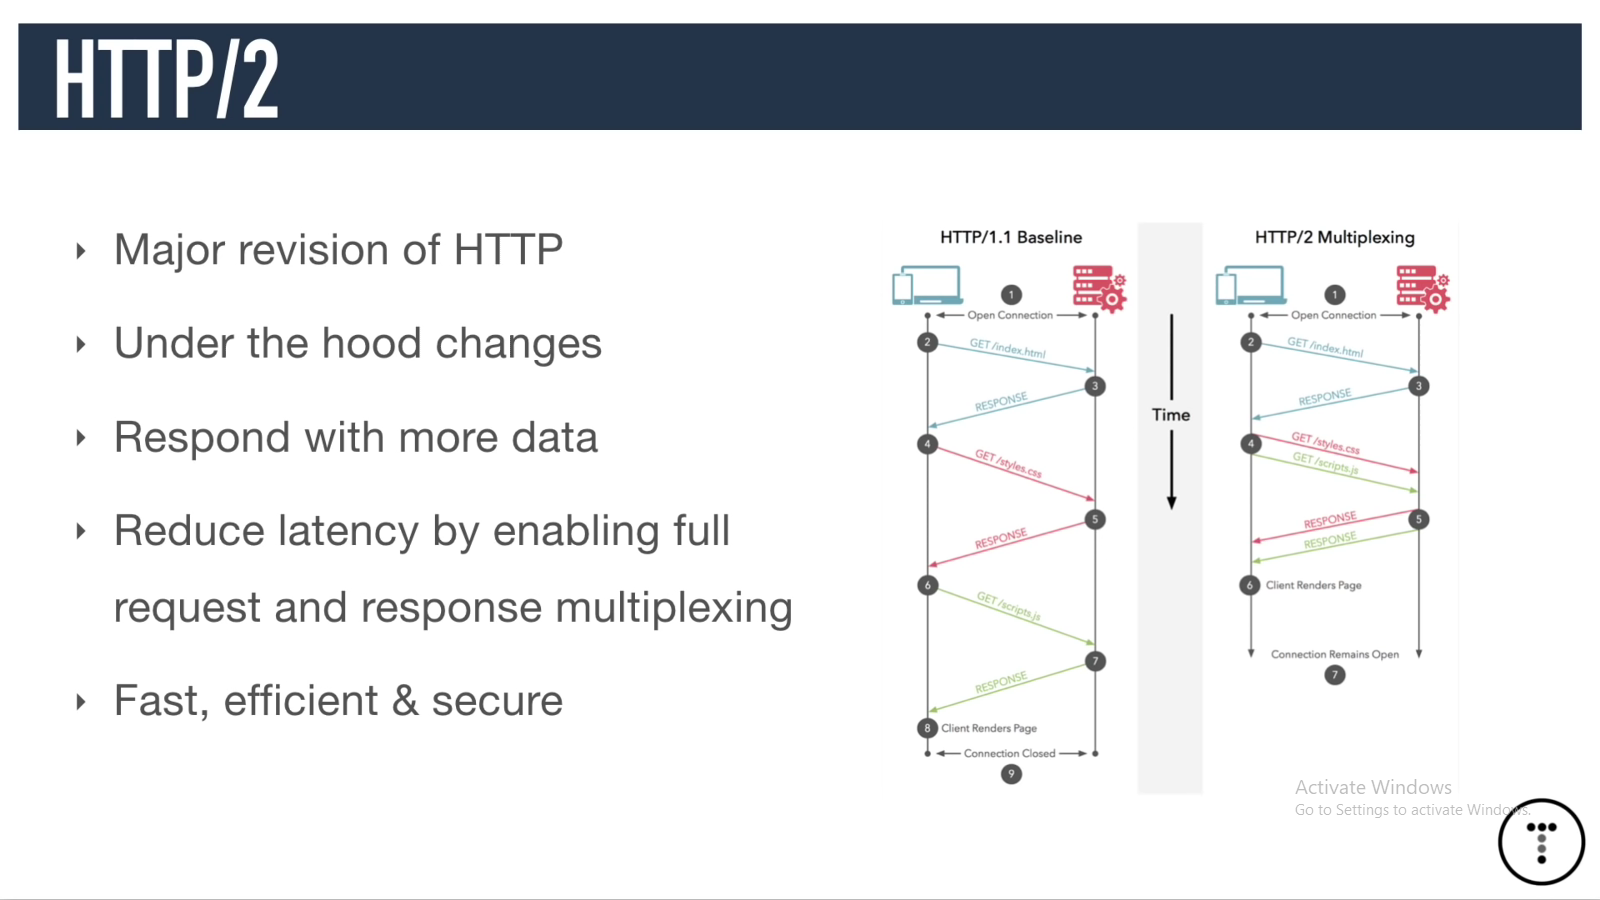 HTTP/2
Major revision of HTTP
Under the hood changes
Respond with more data
Reduce latency by enabling full
request and response multiplexing
Fast, efficient & secure
HTTP/1.1 Baseline
1
Open Connection
2
GET /index.html
3
RESPONSE
4
GET /styles.css
5
RESPONSE
6
GET /scripts.js
7
RESPONSE
8 Client Renders Page
Connection Closed
9
Time
HTTP/2 Multiplexing
1
Open Connection
2
GET /index.html
3
RESPONSE
4
GET /styles.css
GET /scripts.js
5
RESPONSE
RESPONSE
6 Client Renders Page
Connection Remains Open
7
Activate Windows
Go to Settings to activate Windows.